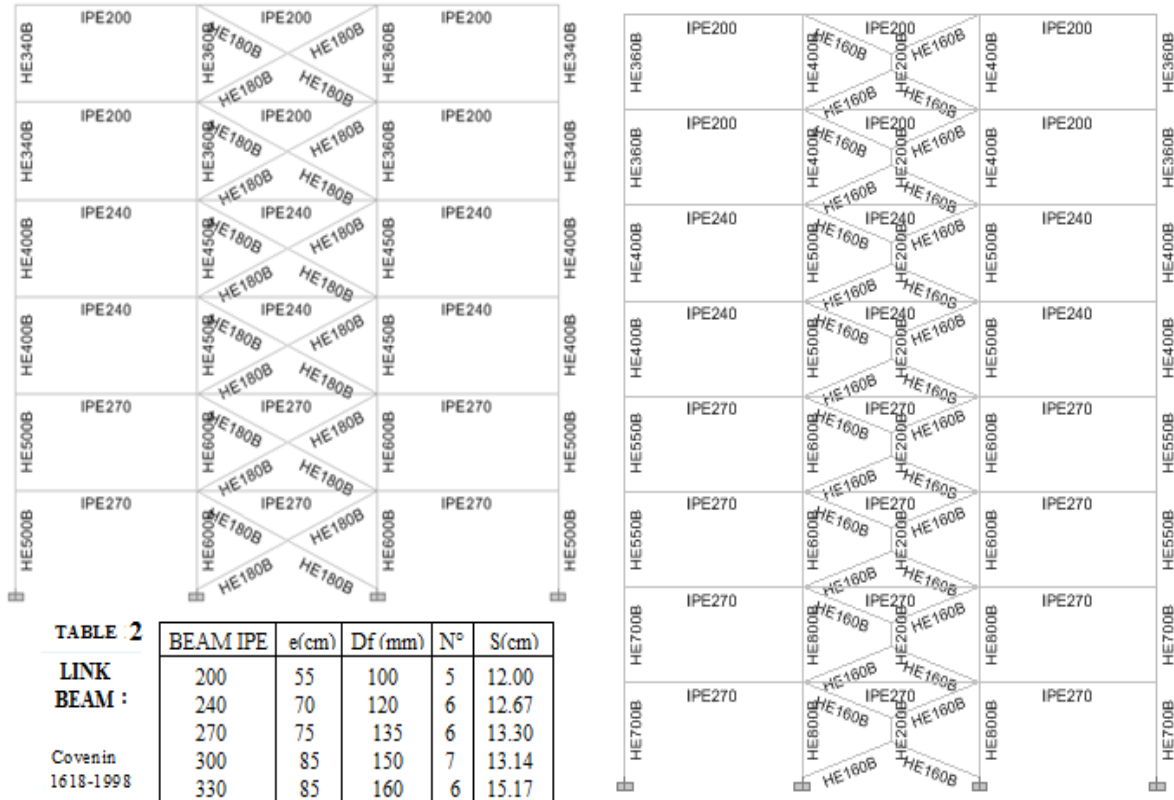 IPE200 IPE200 IPE200
HE340B HE360B HE180B HE180B HE360B HE340B
HE180B HE180B
IPE200 IPE200 IPE200
HE340B HE360B HE180B HE180B HE360B HE340B
HE180B HE180B
IPE240 IPE240 IPE240
HE400B HE450B HE180B HE180B HE450B HE400B
HE180B HE180B
IPE240 IPE240 IPE240
HE400B HE450B HE180B HE180B HE450B HE400B
HE180B HE180B
IPE270 IPE270 IPE270
HE500B HE600B HE180B HE180B HE600B HE500B
HE180B HE180B
IPE270 IPE270 IPE270
HE500B HE600B HE180B HE180B HE600B HE500B
HE180B HE180B
TABLE 2
LINK
BEAM :
Covenin
1618-1998
BEAM IPE e(cm) Df (mm) N° S(cm)
200 55 100 5 12.00
240 70 120 6 12.67
270 75 135 6 13.30
300 85 150 7 13.14
330 85 160 6 15.17
IPE200 IPE200 IPE200
HE360B HE400B HE160B HE200B HE160B HE400B HE360B
HE160B HE160B
IPE200 IPE200 IPE200
HE360B HE400B HE160B HE200B HE160B HE400B HE360B
HE160B HE160B
IPE240 IPE240 IPE240
HE400B HE500B HE160B HE200B HE160B HE500B HE400B
HE160B HE160B
IPE240 IPE240 IPE240
HE400B HE500B HE160B HE200B HE160B HE500B HE400B
HE160B HE160B
IPE270 IPE270 IPE270
HE550B HE600B HE160B HE200B HE160B HE600B HE550B
HE160B HE160B
IPE270 IPE270 IPE270
HE550B HE600B HE160B HE200B HE160B HE600B HE550B
HE160B HE160B
IPE270 IPE270 IPE270
HE700B HE800B HE160B HE200B HE160B HE800B HE700B
HE160B HE160B
IPE270 IPE270 IPE270
HE700B HE800B HE160B HE200B HE160B HE800B HE700B
HE160B HE160B